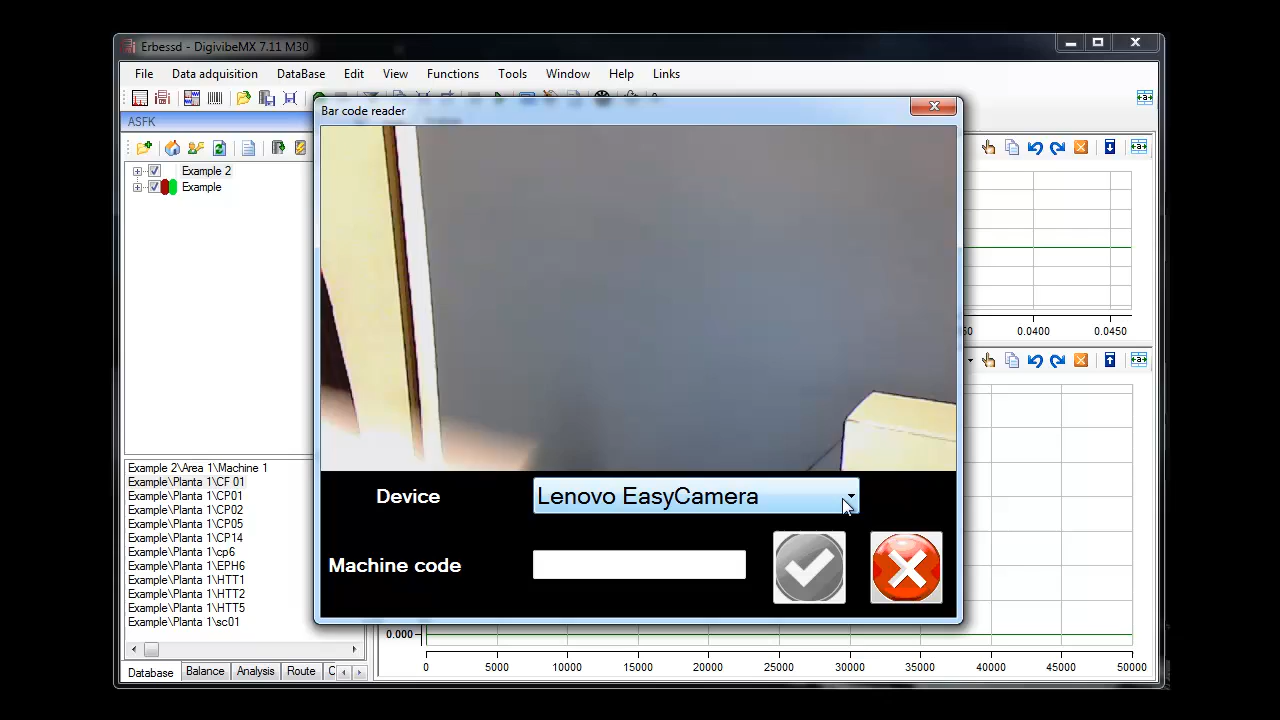 Erbessd - DigivibeMX 7.11 M30
File Data adquisition DataBase Edit View Functions Tools Window Help Links
ASFK
Bar code reader
Example 2
Example
0.0400 0.0450
Example 2\Area 1\Machine 1
Example\Planta 1\CF 01
Example\Planta 1\CP01
Example\Planta 1\CP02
Example\Planta 1\CP05
Example\Planta 1\CP14
Example\Planta 1\cp6
Example\Planta 1\EPH6
Example\Planta 1\HTT1
Example\Planta 1\HTT2
Example\Planta 1\HTT5
Example\Planta 1\sc01
Device
Lenovo EasyCamera
Machine code
0.000
0 5000 10000 15000 20000 25000 30000 35000 40000 45000 50000
Database Balance Analysis Route